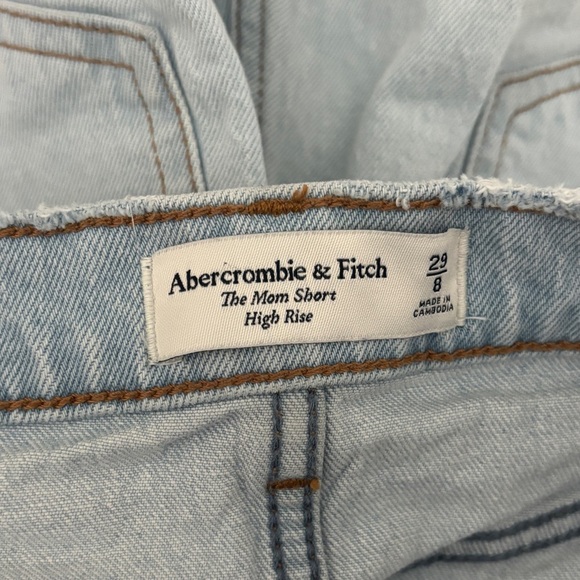 Abercrombie & Fitch
The Mom Short
High Rise
29
8
MADE IN
CAMBODIA